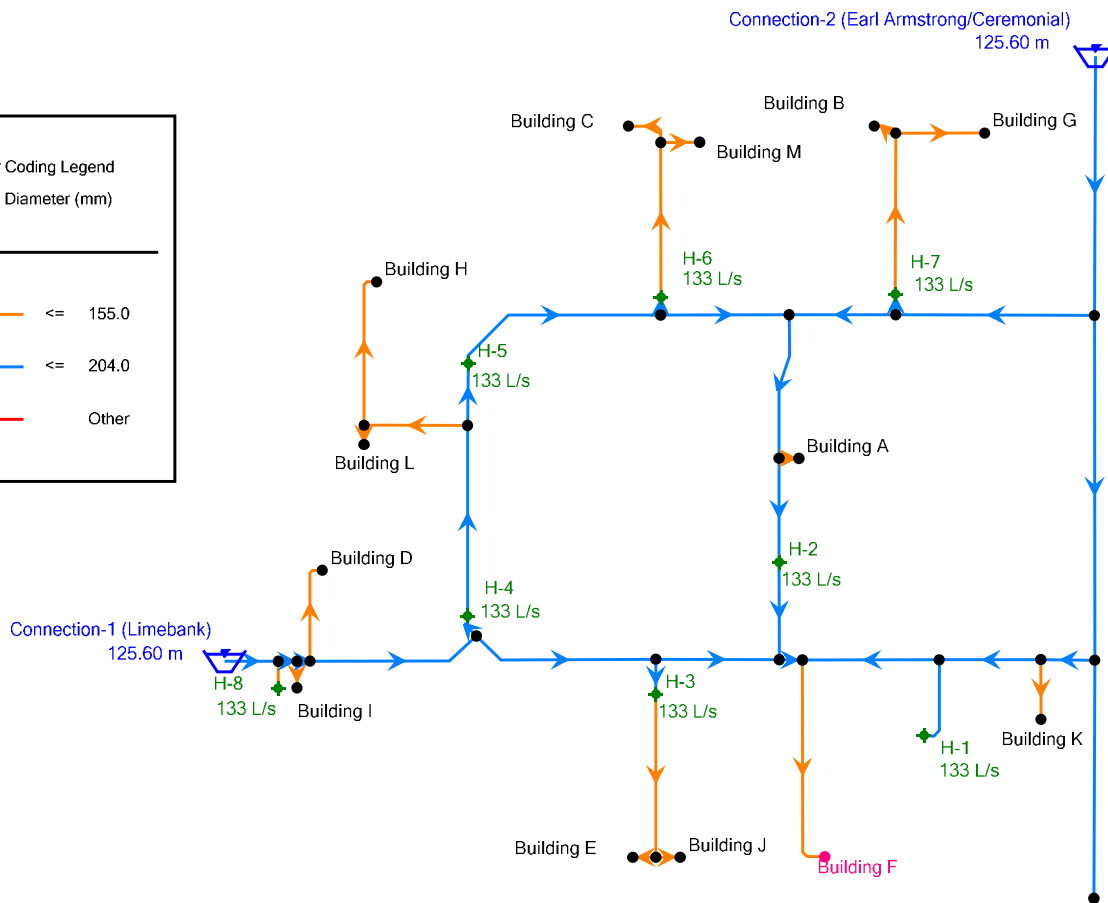 Connection-2 (Earl Armstrong/Ceremonial)
125.60 m
Building B
Building C
Building G
Building M
Coding Legend
Diameter (mm)
H-6
133 L/s
H-7
133 L/s
Building H
<= 155.0
<= 204.0
Other
H-5
133 L/s
Building A
Building L
Building D
H-2
133 L/s
H-4
133 L/s
Connection-1 (Limebank)
125.60 m
H-8
133 L/s
Building I
H-3
133 L/s
Building K
H-1
133 L/s
Building E
Building J
Building F